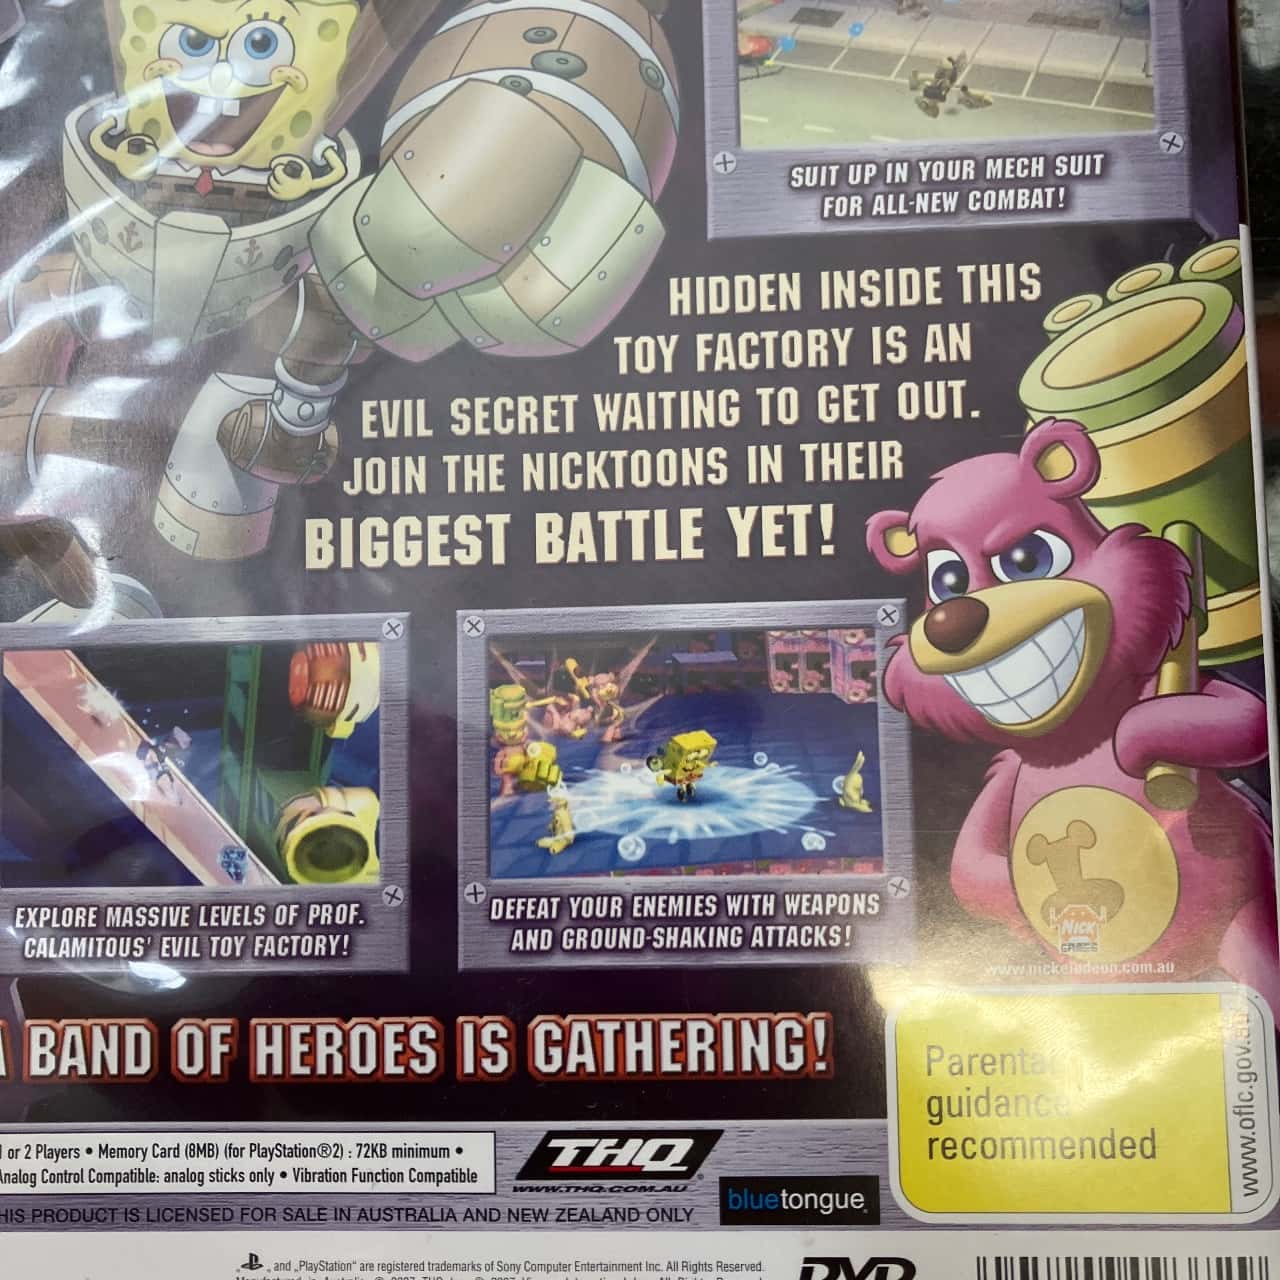 SUIT UP IN YOUR MECH SUIT
FOR ALL-NEW COMBAT!
HIDDEN INSIDE THIS
TOY FACTORY IS AN
EVIL SECRET WAITING TO GET OUT.
JOIN THE NICKTOONS IN THEIR
BIGGEST BATTLE YET!
EXPLORE MASSIVE LEVELS OF PROF.
CALAMITOUS' EVIL TOY FACTORY!
DEFEAT YOUR ENEMIES WITH WEAPONS
AND GROUND-SHAKING ATTACKS!
NICK
GAMES
www.nickelodeon.com.au
A BAND OF HEROES IS GATHERING!
Parental
guidance
recommended
www.oflc.gov.au
or 2 Players • Memory Card (8MB) (for PlayStation®2) : 72KB minimum •
Analog Control Compatible: analog sticks only • Vibration Function Compatible
THQ
WWW.THQ.COM.AU
bluetongue
THIS PRODUCT IS LICENSED FOR SALE IN AUSTRALIA AND NEW ZEALAND ONLY
, and „PlayStation" are registered trademarks of Sony Computer Entertainment Inc. All Rights Reserved.
DVD